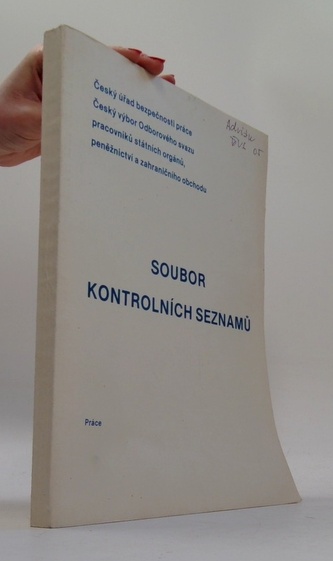 Český úřad bezpečnosti práce
Český výbor Odborového svazu
pracovníků státních orgánů,
peněžnictví a zahraničního obchodu
SOUBOR
KONTROLNÍCH SEZNAMŮ
Práce